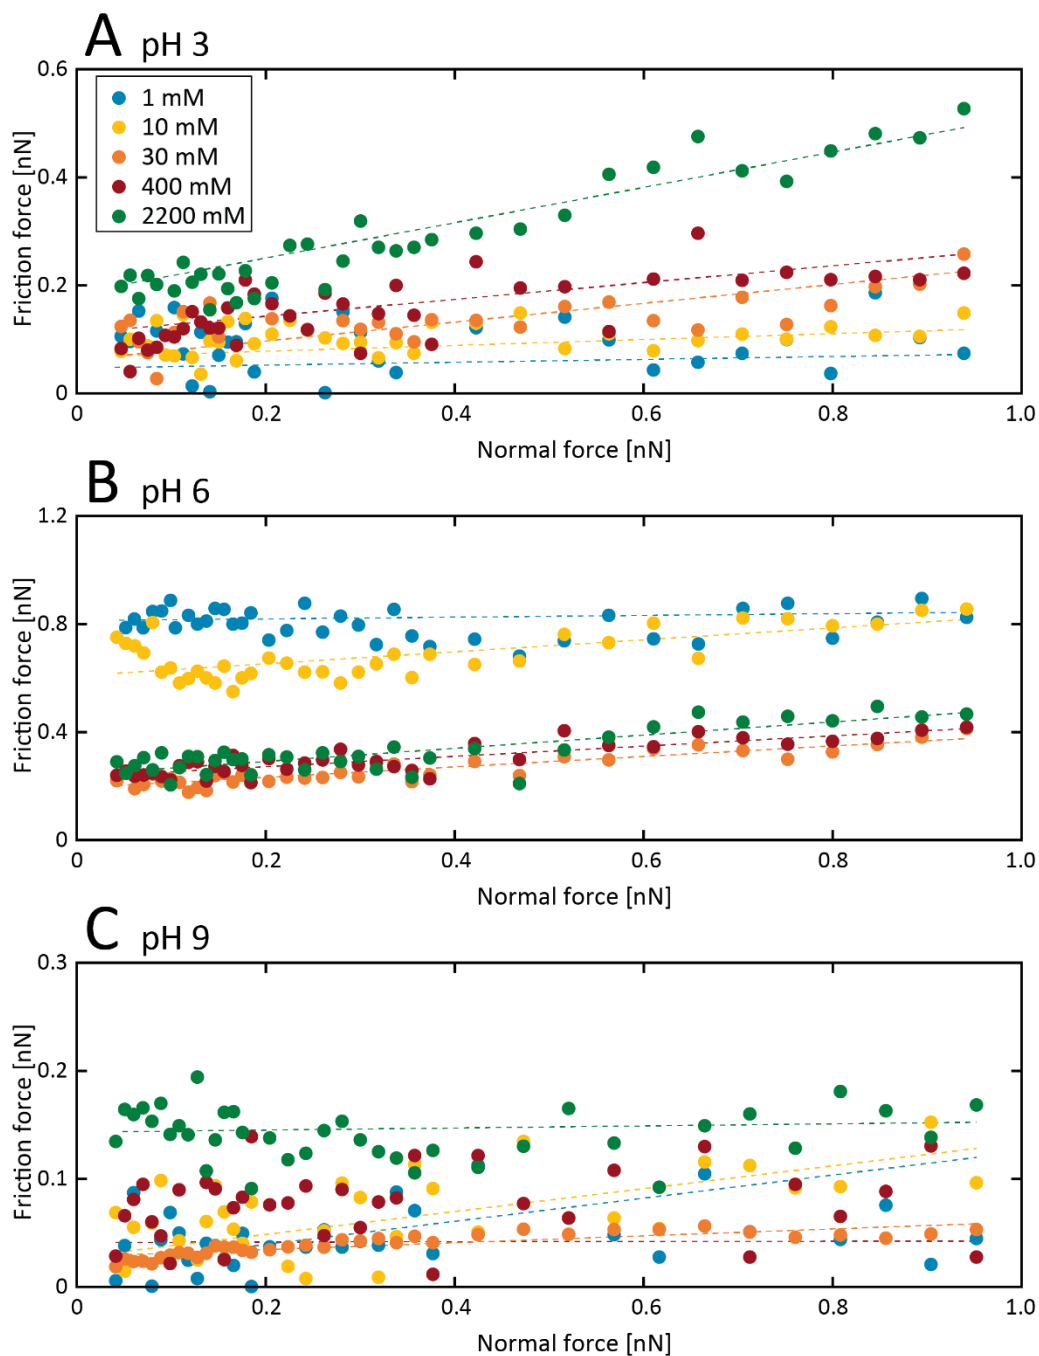 A pH 3
Friction force [nN]
0.6
0.4
0.2
0
1 mM
10 mM
30 mM
400 mM
2200 mM
0 0.2 0.4 0.6 0.8 1.0
Normal force [nN]
B pH 6
Friction force [nN]
1.2
0.8
0.4
0
0 0.2 0.4 0.6 0.8 1.0
Normal force [nN]
C pH 9
Friction force [nN]
0.3
0.2
0.1
0
0 0.2 0.4 0.6 0.8 1.0
Normal force [nN]